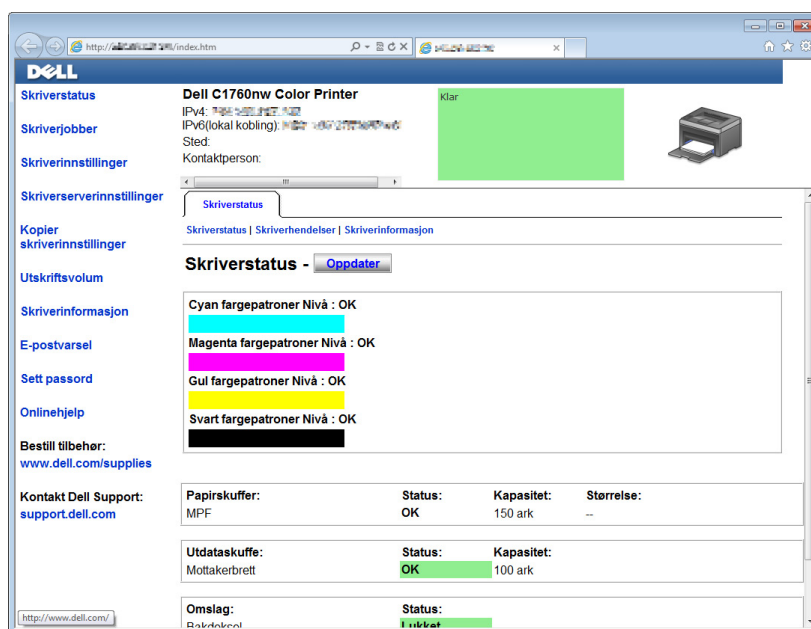 http:// /index.htm
DELL
Skriverstatus
Skriverjobber
Skriverinnstillinger
Skriverserverinnstillinger
Kopier
skriverinnstillinger
Utskriftsvolum
Skriverinformasjon
E-postvarsel
Sett passord
Onlinehjelp
Bestill tilbehør:
www.dell.com/supplies
Kontakt Dell Support:
support.dell.com
Dell C1760nw Color Printer
IPv4:
IPv6(lokal kobling):
Sted:
Kontaktperson:
Klar
Skriverstatus
Skriverstatus | Skriverhendelser | Skriverinformasjon
Skriverstatus - Oppdater
Cyan fargepatroner Nivå : OK
Magenta fargepatroner Nivå : OK
Gul fargepatroner Nivå : OK
Svart fargepatroner Nivå : OK
Papirskuffer: Status: Kapasitet: Størrelse:
MPF OK 150 ark --
Utdataskuffe: Status: Kapasitet:
Mottakerbrett OK 100 ark
Omslag: Status:
Bakdeksel Lukket
http://www.dell.com/